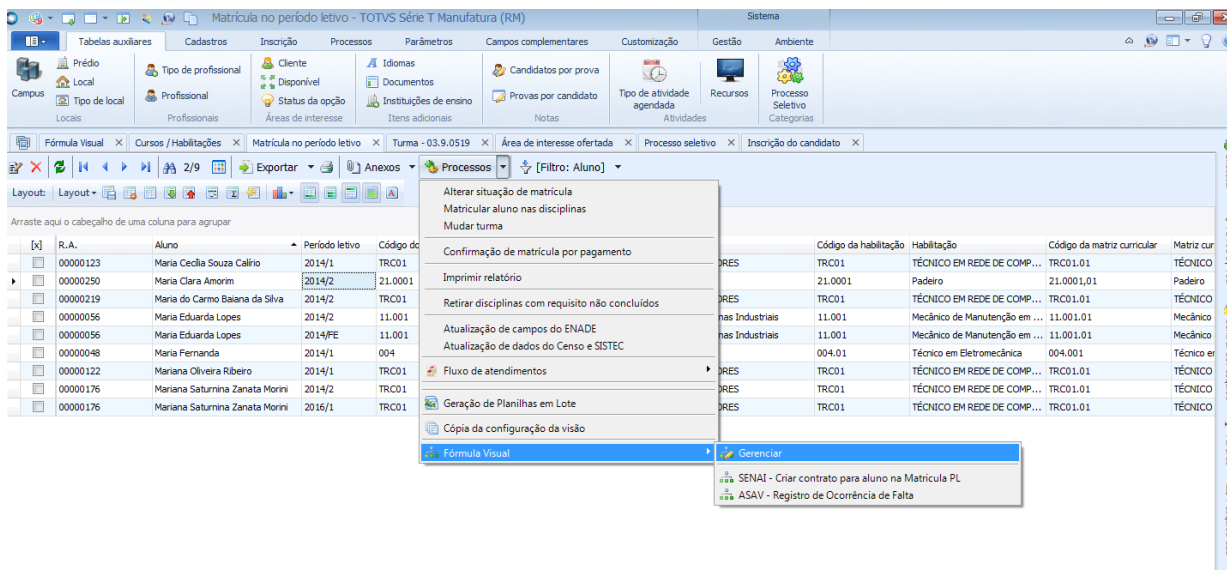 Matrícula no período letivo - TOTVS Série T Manufatura (RM) Sistema
Tabelas auxiliares Cadastros Inscrição Processos Parâmetros Campos complementares Customização Gestão Ambiente
Campus
Prédio
Local
Tipo de local
Locais
Tipo de profissional
Profissional
Profissionais
Cliente
Disponível
Status da opção
Áreas de interesse
Idiomas
Documentos
Instituições de ensino
Itens adicionais
Candidatos por prova
Provas por candidato
Notas
Tipo de atividade
agendada
Recursos
Atividades
Processo
Seletivo
Categorias
Fórmula Visual Cursos / Habilitações Matrícula no período letivo Turma - 03.9.0519 Área de interesse ofertada Processo seletivo Inscrição do candidato
2/9 Exportar Anexos Processos [Filtro: Aluno]
Layout: Layout
Arraste aqui o cabeçalho de uma coluna para agrupar
[x] R.A. Aluno Período letivo Código do Código da habilitação Habilitação Código da matriz curricular Matriz cur
00000123 Maria Cecília Souza Calírio 2014/1 TRC01 ORES TRC01 TÉCNICO EM REDE DE COMP... TRC01.01 TÉCNICO
00000250 Maria Clara Amorim 2014/2 21.0001 21.0001 Padeiro 21.0001,01 Padeiro
00000219 Maria do Carmo Baiana da Silva 2014/2 TRC01 ORES TRC01 TÉCNICO EM REDE DE COMP... TRC01.01 TÉCNICO
00000056 Maria Eduarda Lopes 2014/2 11.001 nas Industriais 11.001 Mecânico de Manutenção em ... 11.001.01 Mecânico
00000056 Maria Eduarda Lopes 2014/FE 11.001 nas Industriais 11.001 Mecânico de Manutenção em ... 11.001.01 Mecânico
00000048 Maria Fernanda 2014/1 004 004.01 Técnico em Eletromecânica 004.001 Técnico er
00000122 Mariana Oliveira Ribeiro 2014/1 TRC01 ORES TRC01 TÉCNICO EM REDE DE COMP... TRC01.01 TÉCNICO
00000176 Mariana Saturnina Zanata Morini 2014/2 TRC01 ORES TRC01 TÉCNICO EM REDE DE COMP... TRC01.01 TÉCNICO
00000176 Mariana Saturnina Zanata Morini 2016/1 TRC01 ORES TRC01 TÉCNICO EM REDE DE COMP... TRC01.01 TÉCNICO
Alterar situação de matrícula
Matricular aluno nas disciplinas
Mudar turma
Confirmação de matrícula por pagamento
Imprimir relatório
Retirar disciplinas com requisito não concluídos
Atualização de campos do ENADE
Atualização de dados do Censo e SISTEC
Fluxo de atendimentos
Geração de Planilhas em Lote
Cópia da configuração da visão
Fórmula Visual
Gerenciar
SENAI - Criar contrato para aluno na Matricula PL
ASAV - Registro de Ocorrência de Falta